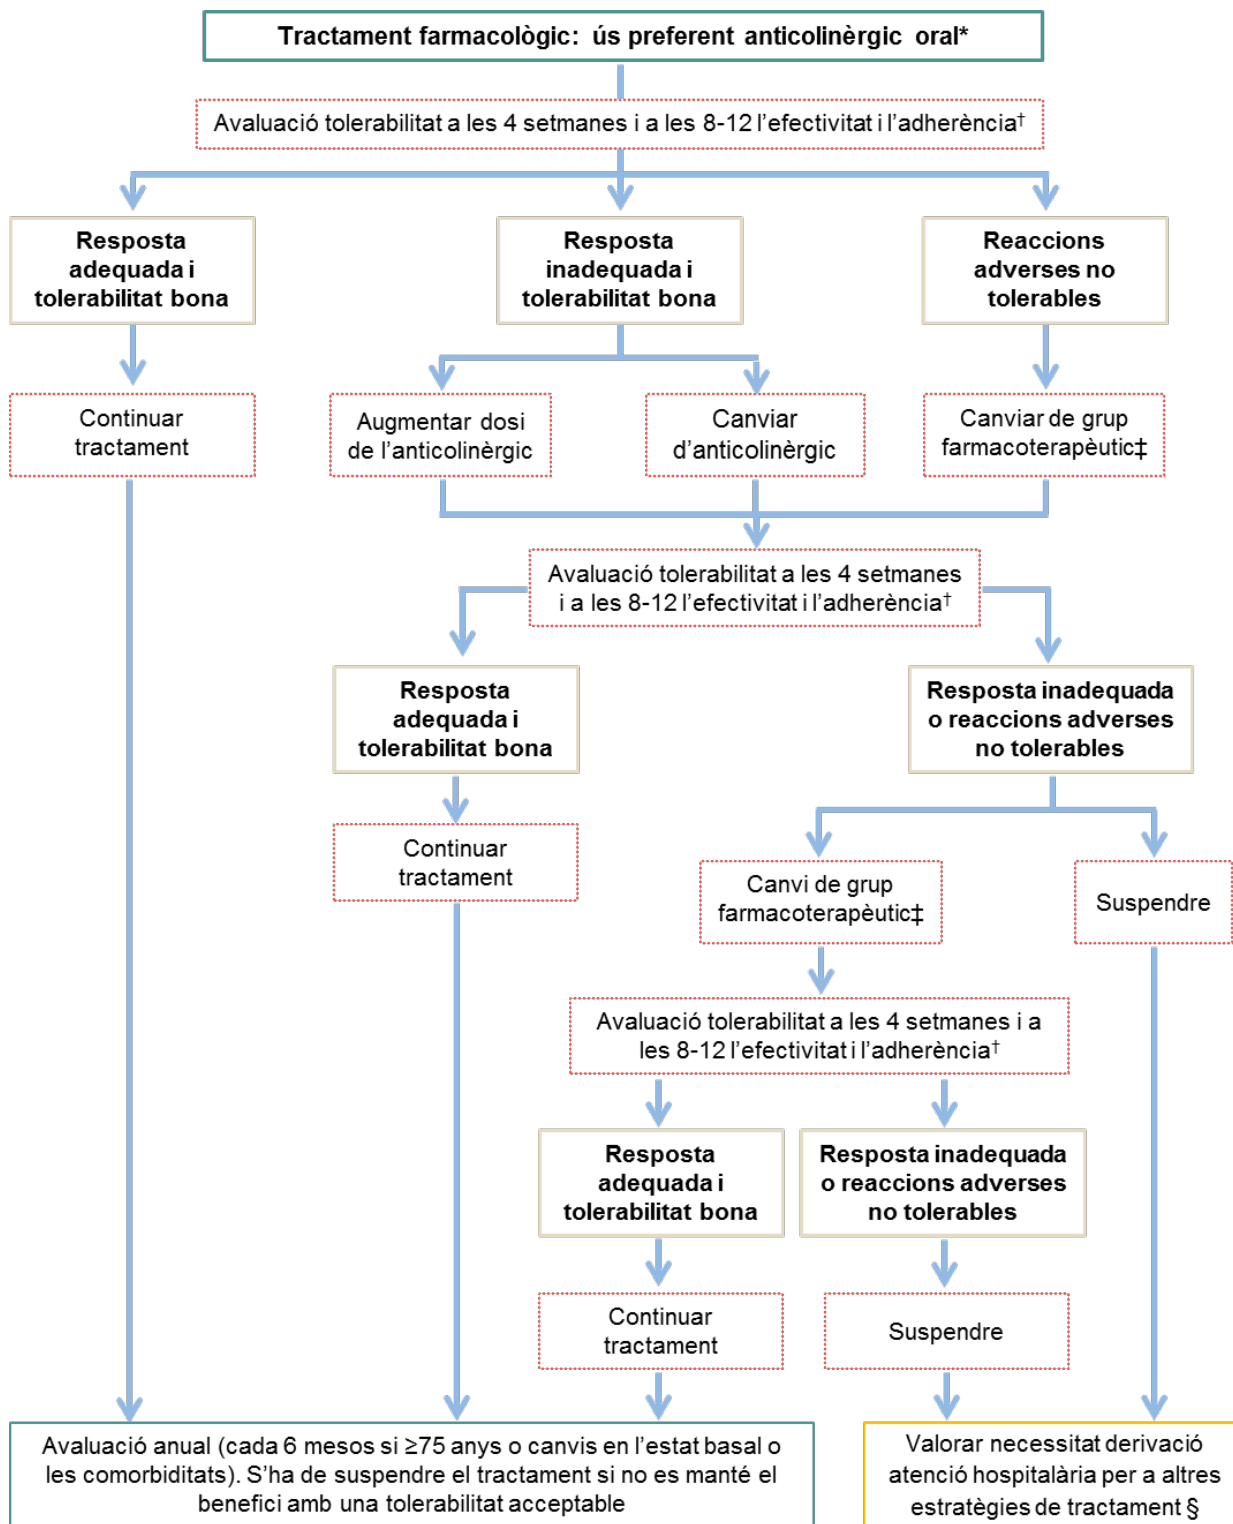 Tractament farmacològic: ús preferent anticolinèrgic oral*
Avaluació tolerabilitat a les 4 setmanes i a les 8-12 l’efectivitat i l’adherència†
Resposta
adequada i
tolerabilitat bona
Resposta
inadequada i
tolerabilitat bona
Reaccions
adverses no
tolerables
Continuar
tractament
Augmentar dosi
de l’anticolinèrgic
Canviar
d’anticolinèrgic
Canviar de grup
farmacoterapèutic‡
Avaluació tolerabilitat a les 4 setmanes
i a les 8-12 l’efectivitat i l’adherència†
Resposta
adequada i
tolerabilitat bona
Resposta inadequada
o reaccions adverses
no tolerables
Continuar
tractament
Canvi de grup
farmacoterapèutic‡
Suspendre
Avaluació tolerabilitat a les 4 setmanes i a
les 8-12 l’efectivitat i l’adherència†
Resposta
adequada i
tolerabilitat bona
Resposta inadequada
o reaccions adverses
no tolerables
Continuar
tractament
Suspendre
Avaluació anual (cada 6 mesos si ≥75 anys o canvis en l’estat basal o
les comorbiditats). S’ha de suspendre el tractament si no es manté el
benefici amb una tolerabilitat acceptable
Valorar necessitat derivació
atenció hospitalària per a altres
estratègies de tractament §